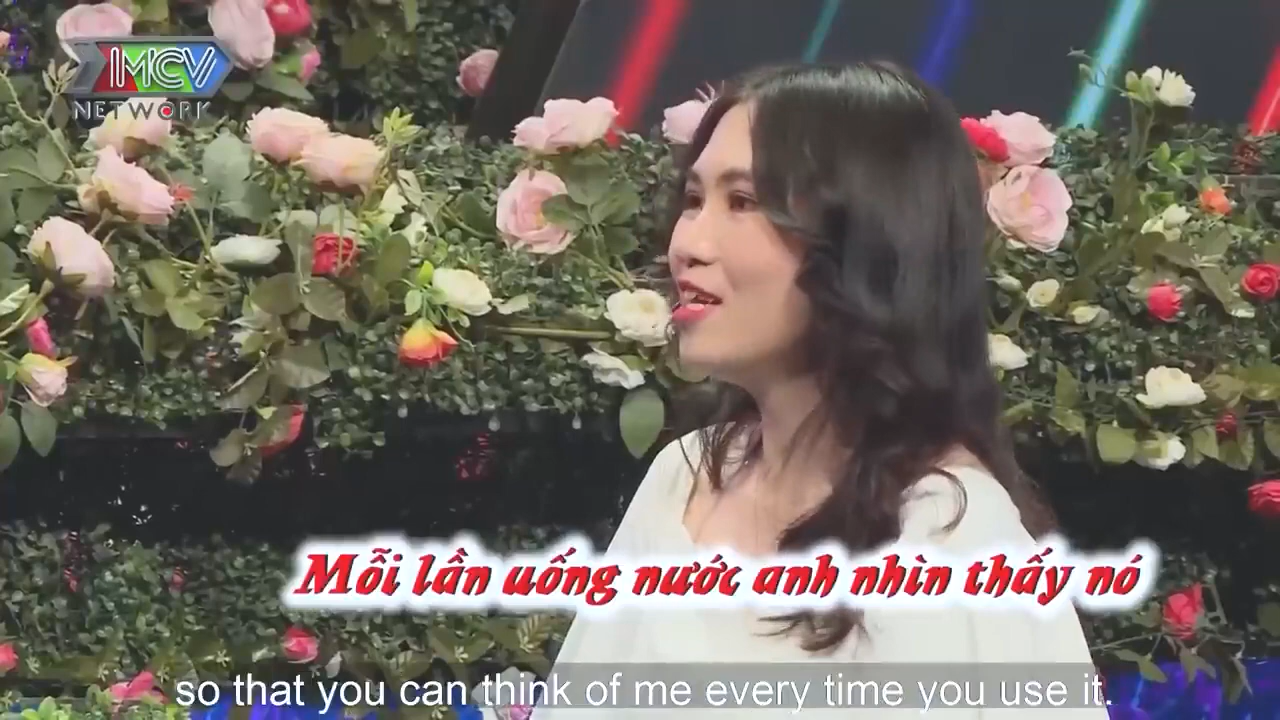 MCV
NETWORK
Mỗi lần uống nước anh nhìn thấy nó
so that you can think of me every time you use it.